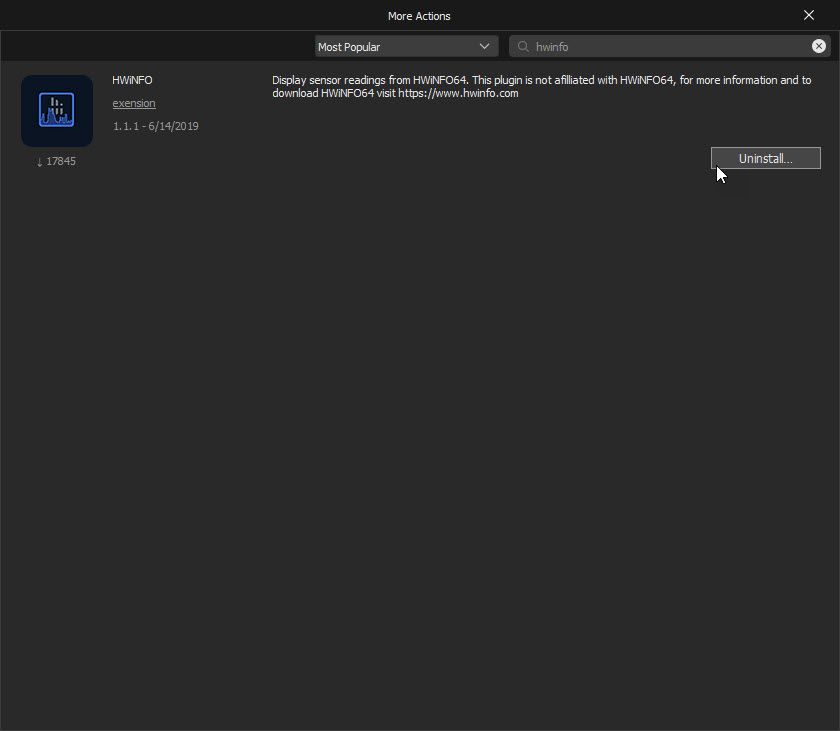 More Actions
Most Popular
hwinfo
HWiNFO
exension
1.1.1 - 6/14/2019
↓ 17845
Display sensor readings from HWiNFO64. This plugin is not afilliated with HWiNFO64, for more information and to
download HWiNFO64 visit https://www.hwinfo.com
Uninstall...